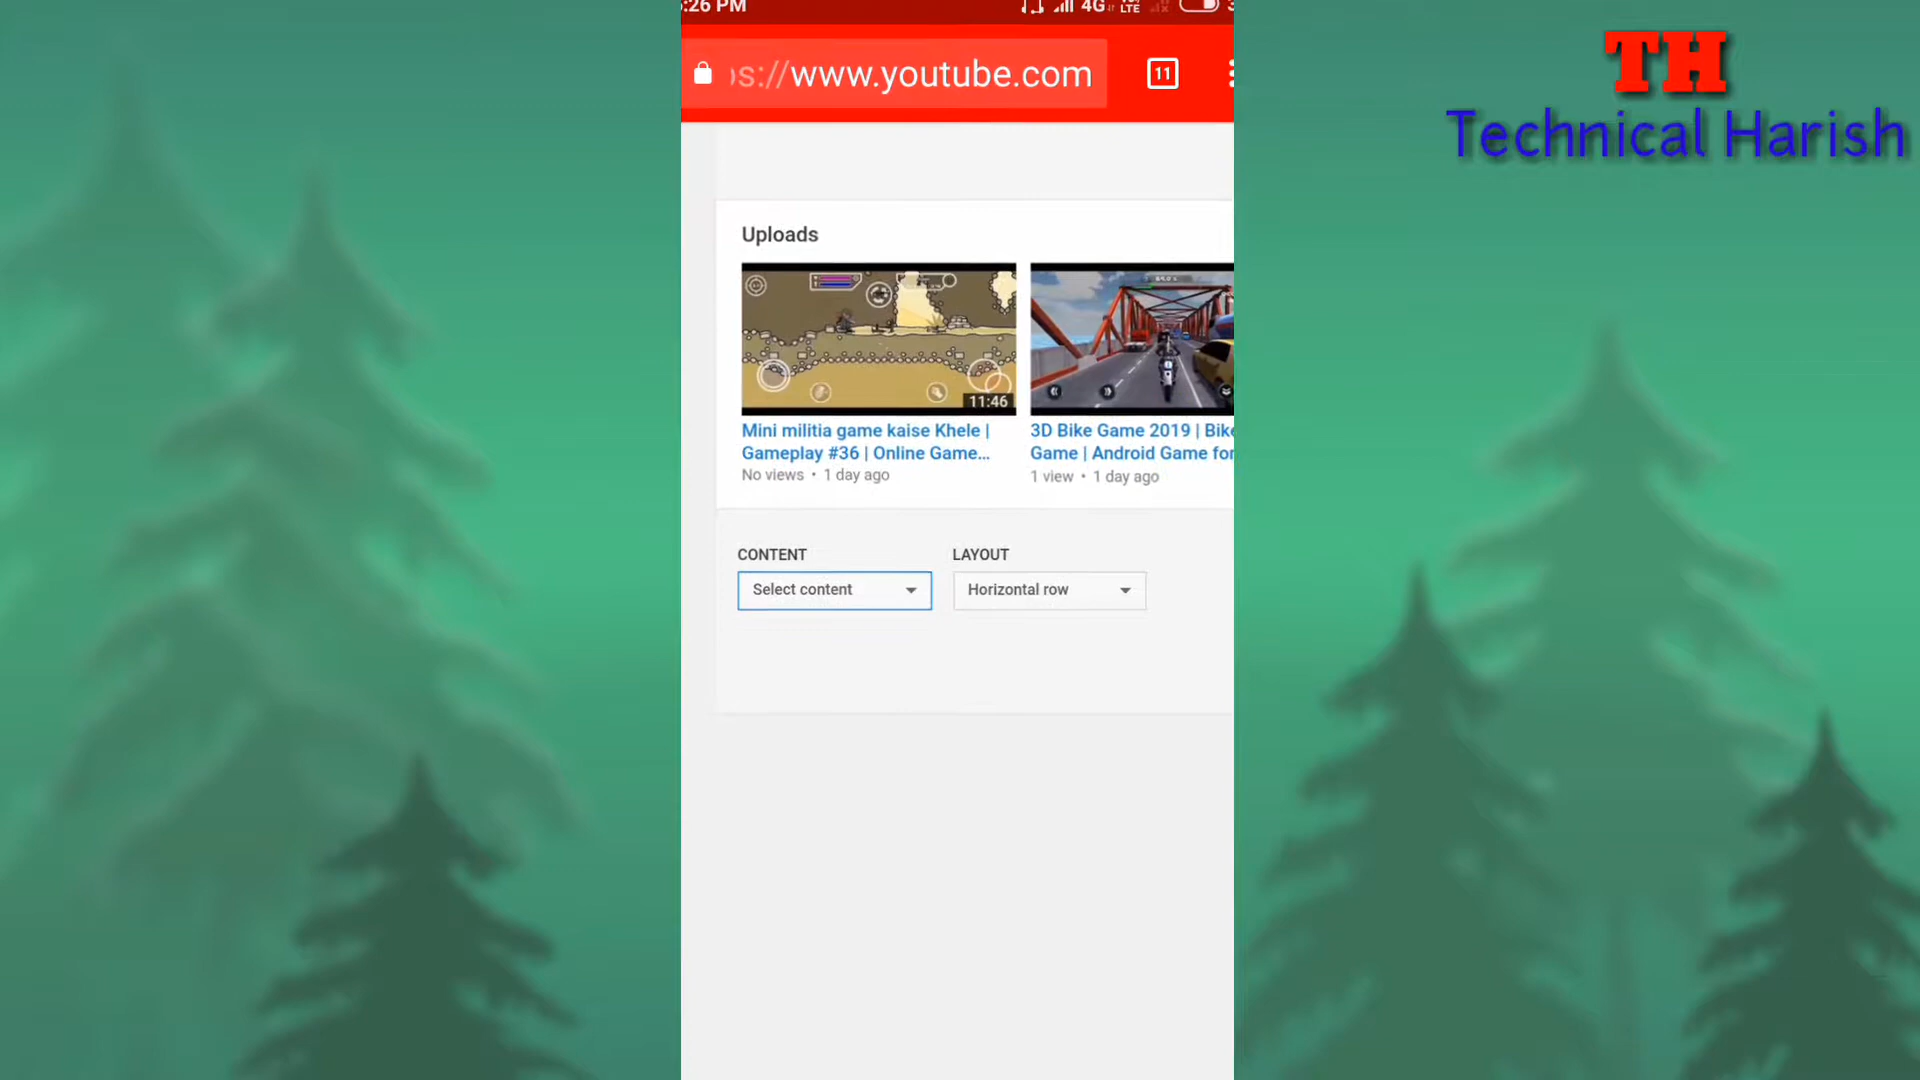 :26 PM
4G
LTE
TH
Technical Harish
ps://www.youtube.com
11
Uploads
11:46
Mini militia game kaise Khele |
Gameplay #36 | Online Game...
No views • 1 day ago
3D Bike Game 2019 | Bike
Game | Android Game for
1 view • 1 day ago
CONTENT
LAYOUT
Select content
Horizontal row